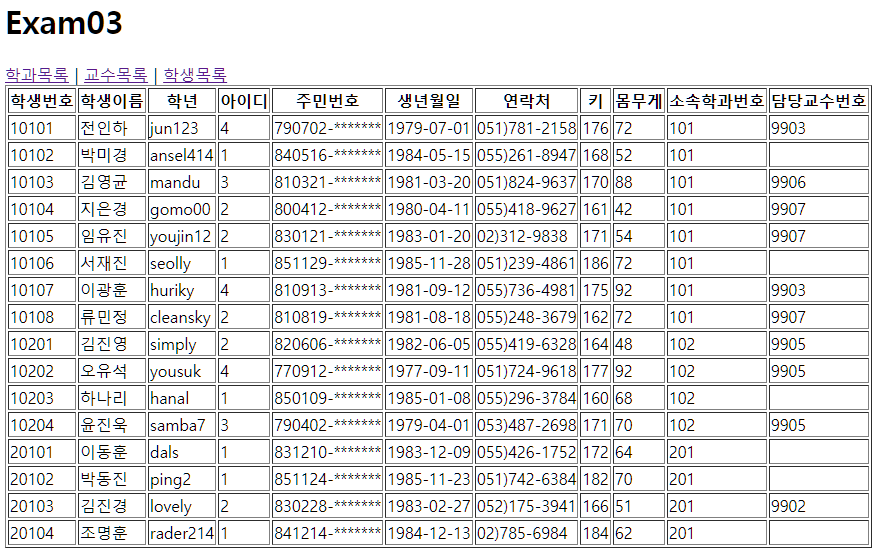 Exam03
학과목록 | 교수목록 | 학생목록
학생번호 학생이름 학년 아이디 주민번호 생년월일 연락처 키 몸무게 소속학과번호 담당교수번호
10101 전인하 jun123 4 790702-******* 1979-07-01 051)781-2158 176 72 101 9903
10102 박미경 ansel414 1 840516-******* 1984-05-15 055)261-8947 168 52 101
10103 김영균 mandu 3 810321-******* 1981-03-20 051)824-9637 170 88 101 9906
10104 지은경 gomo00 2 800412-******* 1980-04-11 055)418-9627 161 42 101 9907
10105 임유진 youjin12 2 830121-******* 1983-01-20 02)312-9838 171 54 101 9907
10106 서재진 seolly 1 851129-******* 1985-11-28 051)239-4861 186 72 101
10107 이광훈 huriky 4 810913-******* 1981-09-12 055)736-4981 175 92 101 9903
10108 류민정 cleansky 2 810819-******* 1981-08-18 055)248-3679 162 72 101 9907
10201 김진영 simply 2 820606-******* 1982-06-05 055)419-6328 164 48 102 9905
10202 오유석 yousuk 4 770912-******* 1977-09-11 051)724-9618 177 92 102 9905
10203 하나리 hanal 1 850109-******* 1985-01-08 055)296-3784 160 68 102
10204 윤진욱 samba7 3 790402-******* 1979-04-01 053)487-2698 171 70 102 9905
20101 이동훈 dals 1 831210-******* 1983-12-09 055)426-1752 172 64 201
20102 박동진 ping2 1 851124-******* 1985-11-23 051)742-6384 182 70 201
20103 김진경 lovely 2 830228-******* 1983-02-27 052)175-3941 166 51 201 9902
20104 조명훈 rader214 1 841214-******* 1984-12-13 02)785-6984 184 62 201